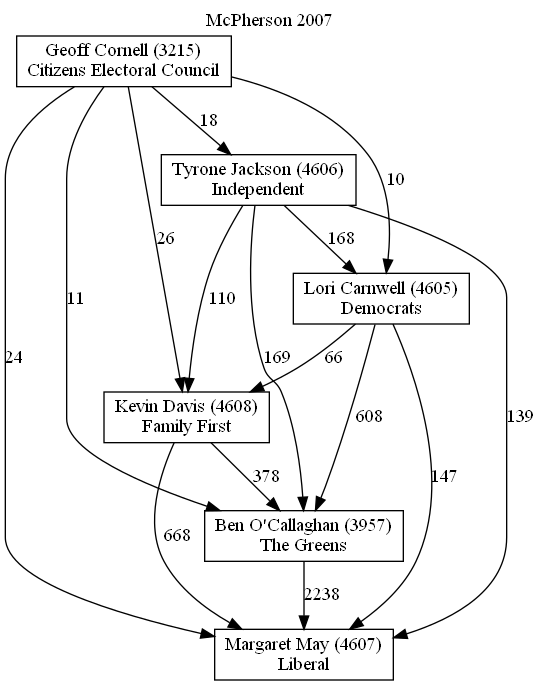 McPherson 2007
Geoff Cornell (3215)
Citizens Electoral Council
18
Tyrone Jackson (4606)
Independent
10
26
168
Lori Carnwell (4605)
Democrats
11
110
24
169
66
608
139
Kevin Davis (4608)
Family First
378
147
Ben O'Callaghan (3957)
The Greens
668
2238
Margaret May (4607)
Liberal